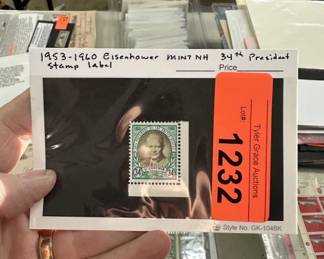 1953-1960 Eisenhower MINT NH 34th President
stamp label
Price
Lot#
1232
Tyler Grace Auctions
Style No. GK-104BK